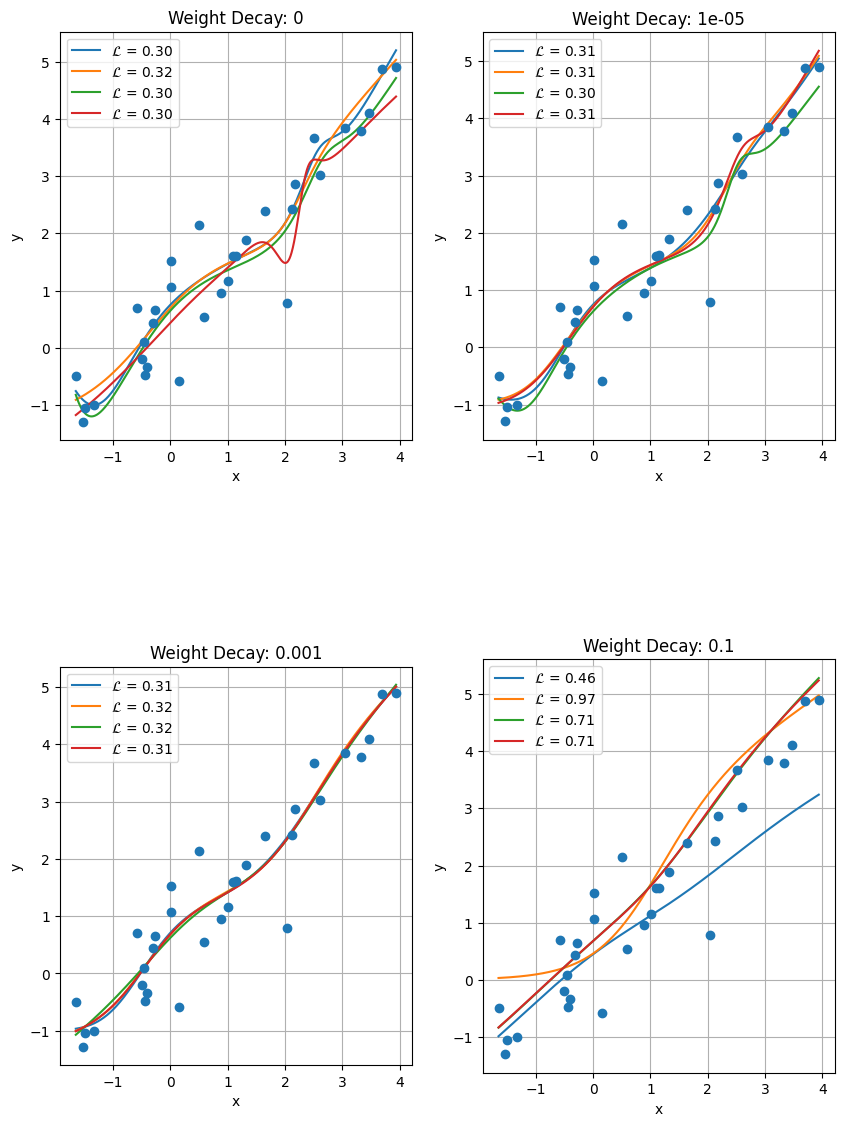 Weight Decay: 0
ℒ = 0.30
ℒ = 0.32
ℒ = 0.30
ℒ = 0.30
5
4
3
2
1
0
−1
y
−1 0 1 2 3 4
x
Weight Decay: 1e-05
ℒ = 0.31
ℒ = 0.31
ℒ = 0.30
ℒ = 0.31
5
4
3
2
1
0
−1
y
−1 0 1 2 3 4
x
Weight Decay: 0.001
ℒ = 0.31
ℒ = 0.32
ℒ = 0.32
ℒ = 0.31
5
4
3
2
1
0
−1
y
−1 0 1 2 3 4
x
Weight Decay: 0.1
ℒ = 0.46
ℒ = 0.97
ℒ = 0.71
ℒ = 0.71
5
4
3
2
1
0
−1
y
−1 0 1 2 3 4
x